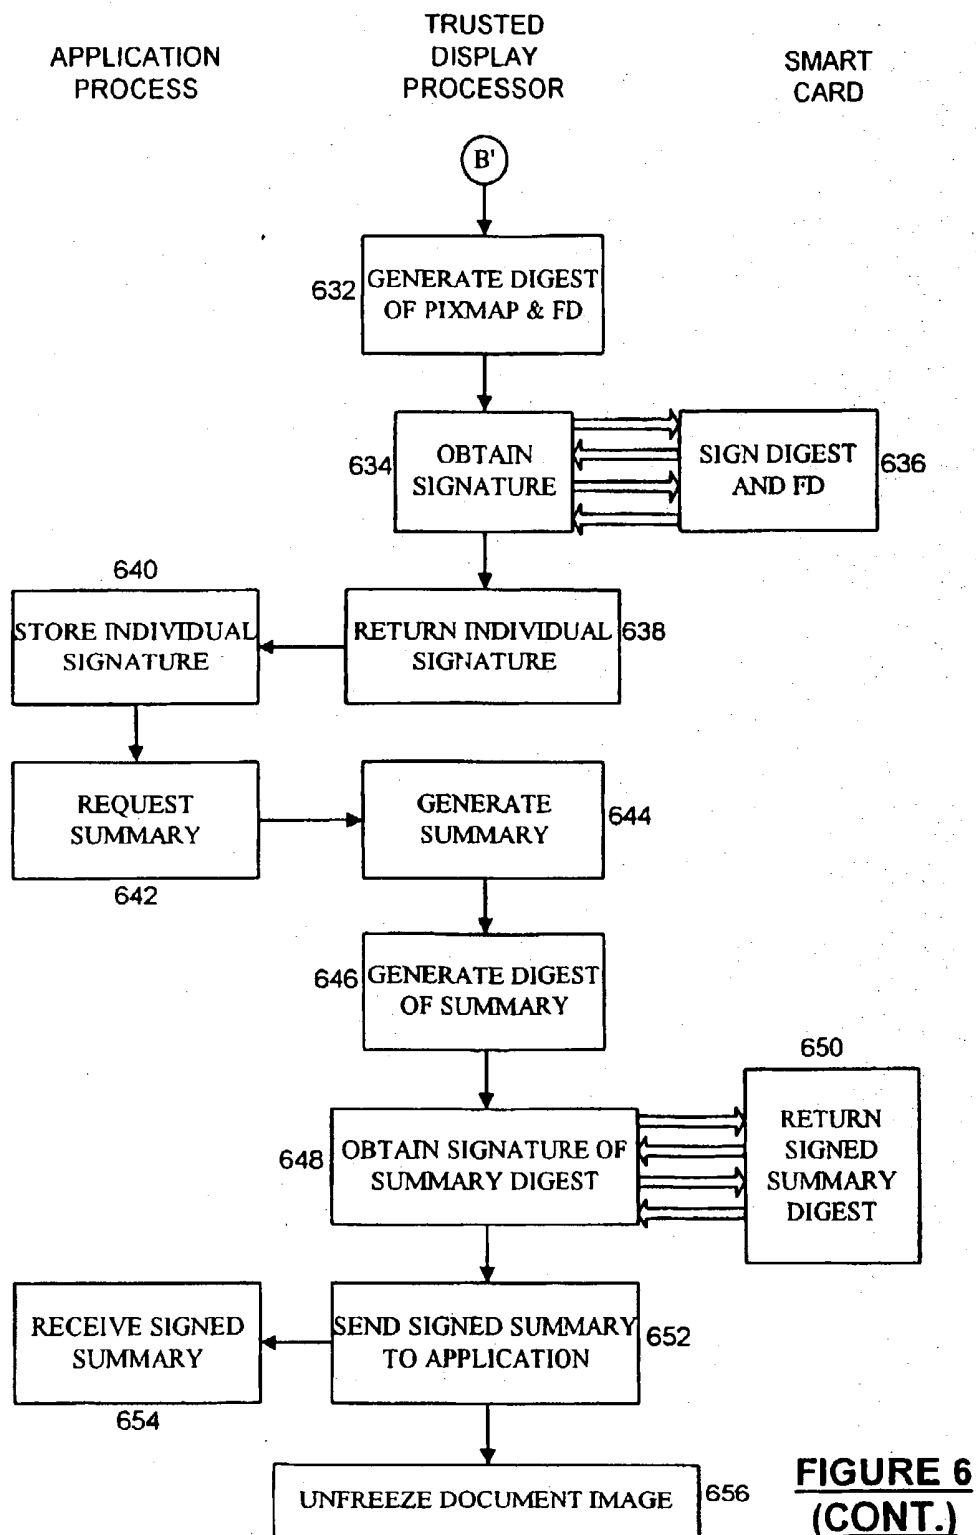 APPLICATION
PROCESS
TRUSTED
DISPLAY
PROCESSOR
SMART
CARD
B'
632
GENERATE DIGEST
OF PIXMAP & FD
634
OBTAIN
SIGNATURE
SIGN DIGEST
AND FD
636
640
STORE INDIVIDUAL
SIGNATURE
RETURN INDIVIDUAL
SIGNATURE
638
REQUEST
SUMMARY
642
GENERATE
SUMMARY
644
646
GENERATE DIGEST
OF SUMMARY
648
OBTAIN SIGNATURE OF
SUMMARY DIGEST
650
RETURN
SIGNED
SUMMARY
DIGEST
RECEIVE SIGNED
SUMMARY
654
SEND SIGNED SUMMARY
TO APPLICATION
652
UNFREEZE DOCUMENT IMAGE
656
FIGURE 6
(CONT.)